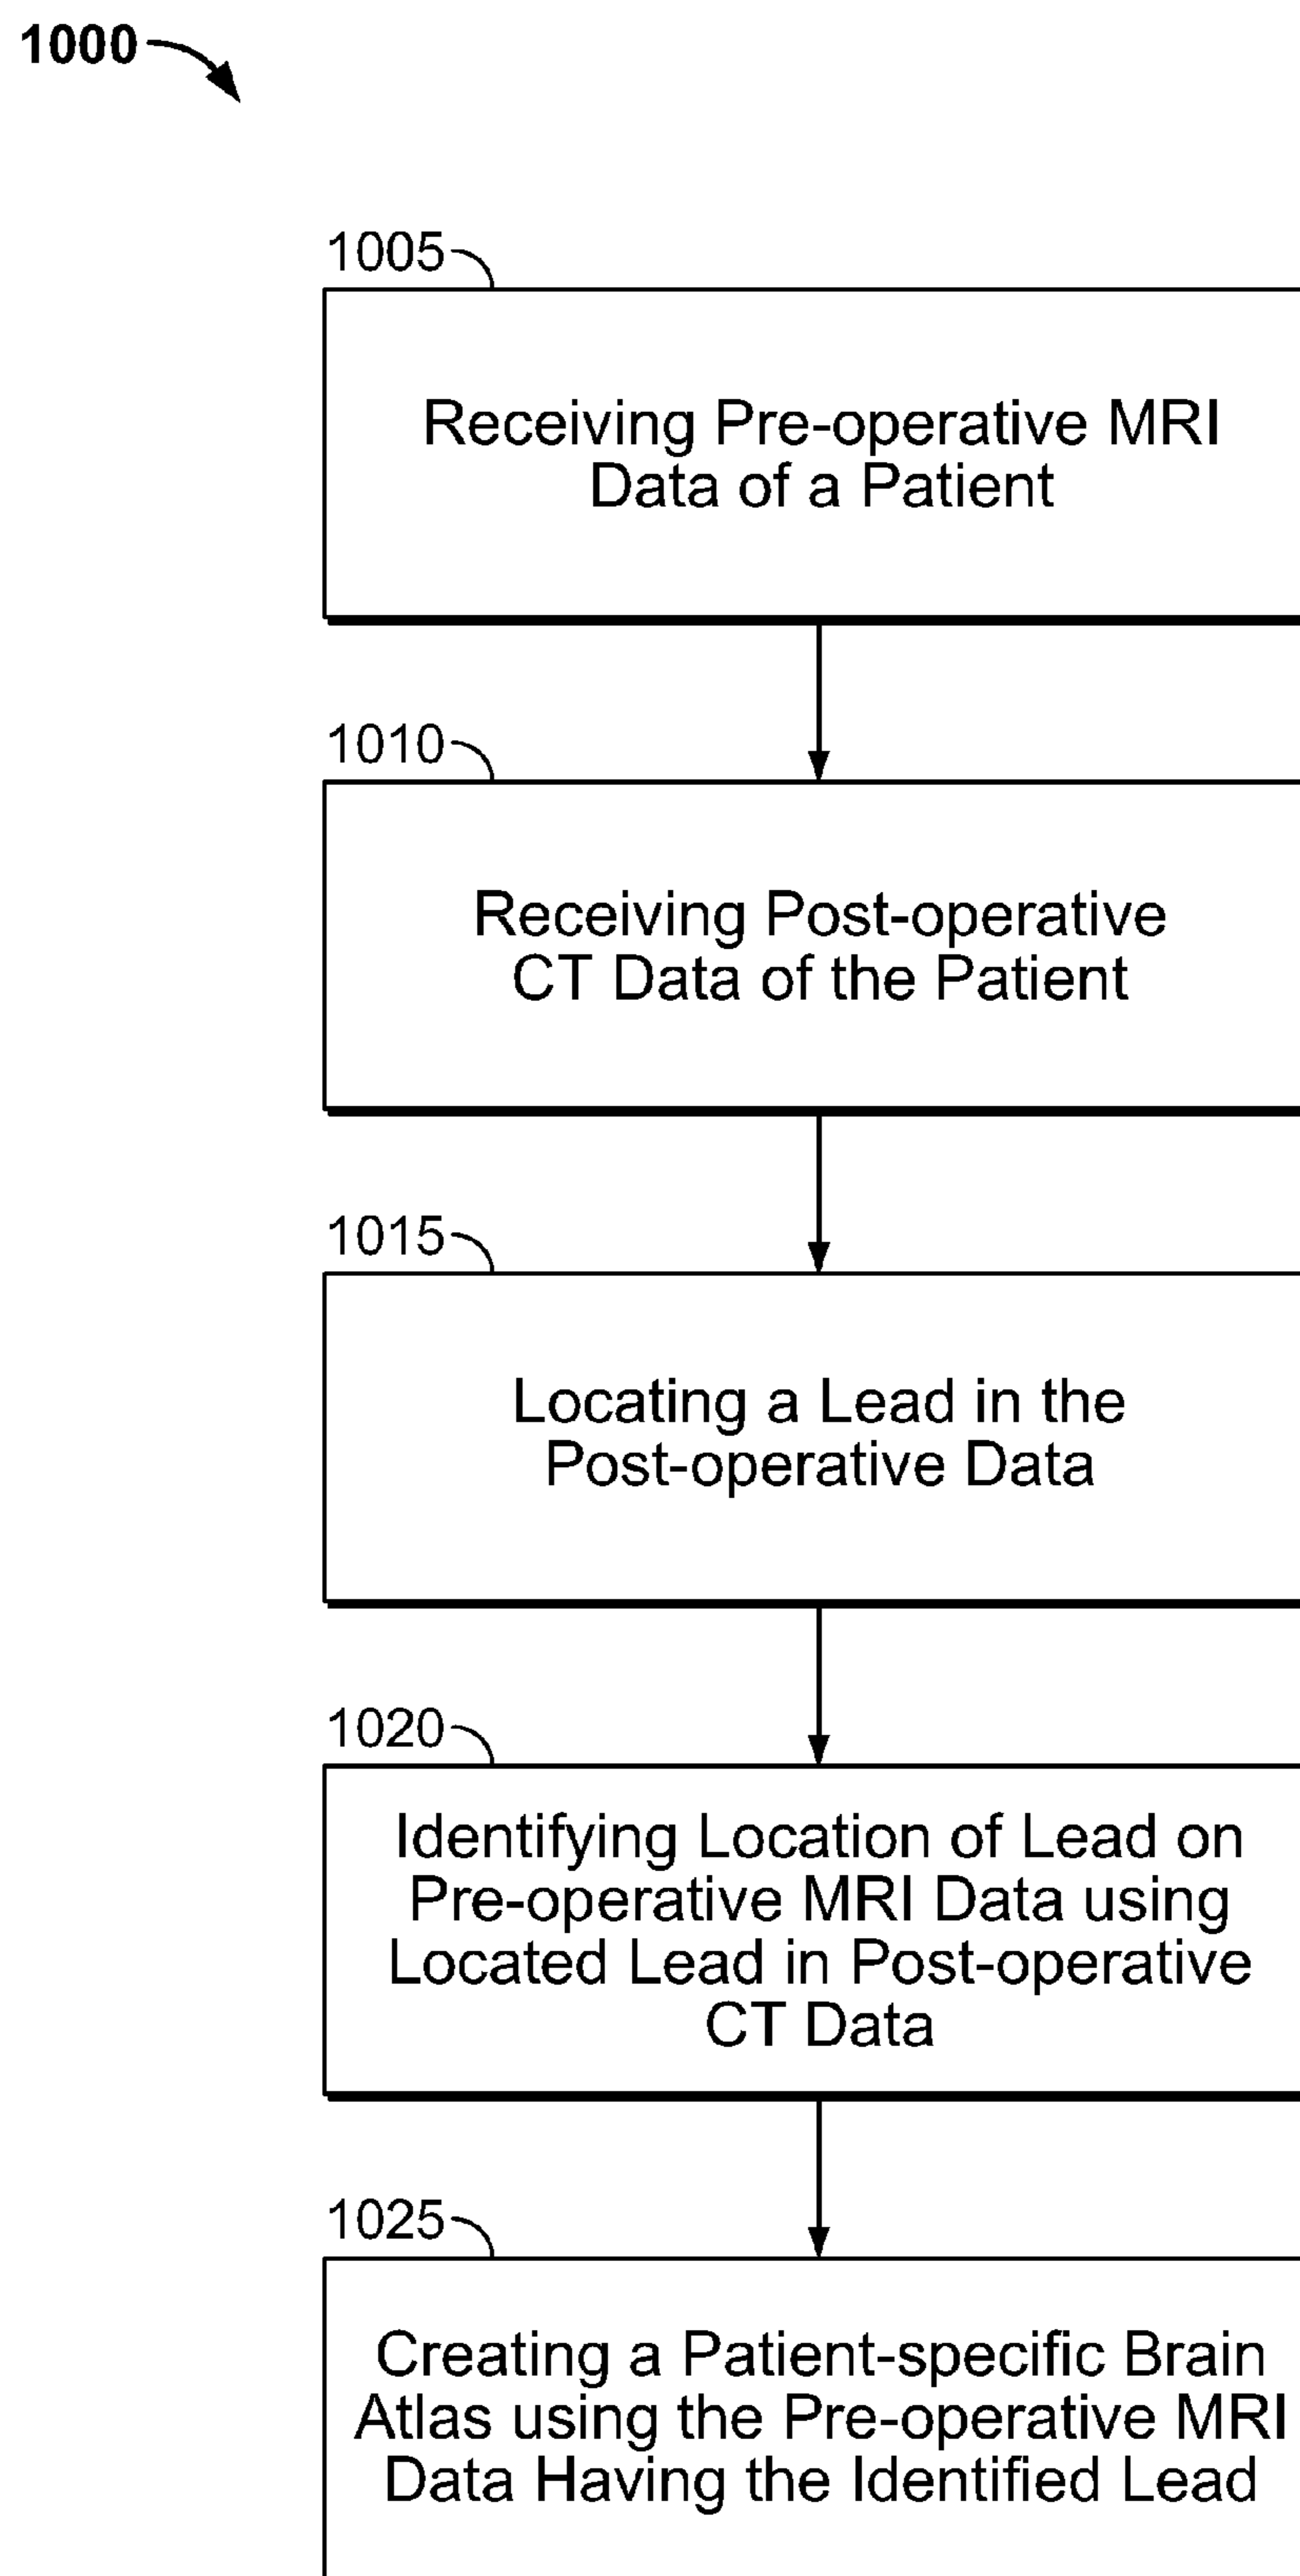 1000
1005
Receiving Pre-operative MRI
Data of a Patient
1010
Receiving Post-operative
CT Data of the Patient
1015
Locating a Lead in the
Post-operative Data
1020
Identifying Location of Lead on
Pre-operative MRI Data using
Located Lead in Post-operative
CT Data
1025
Creating a Patient-specific Brain
Atlas using the Pre-operative MRI
Data Having the Identified Lead